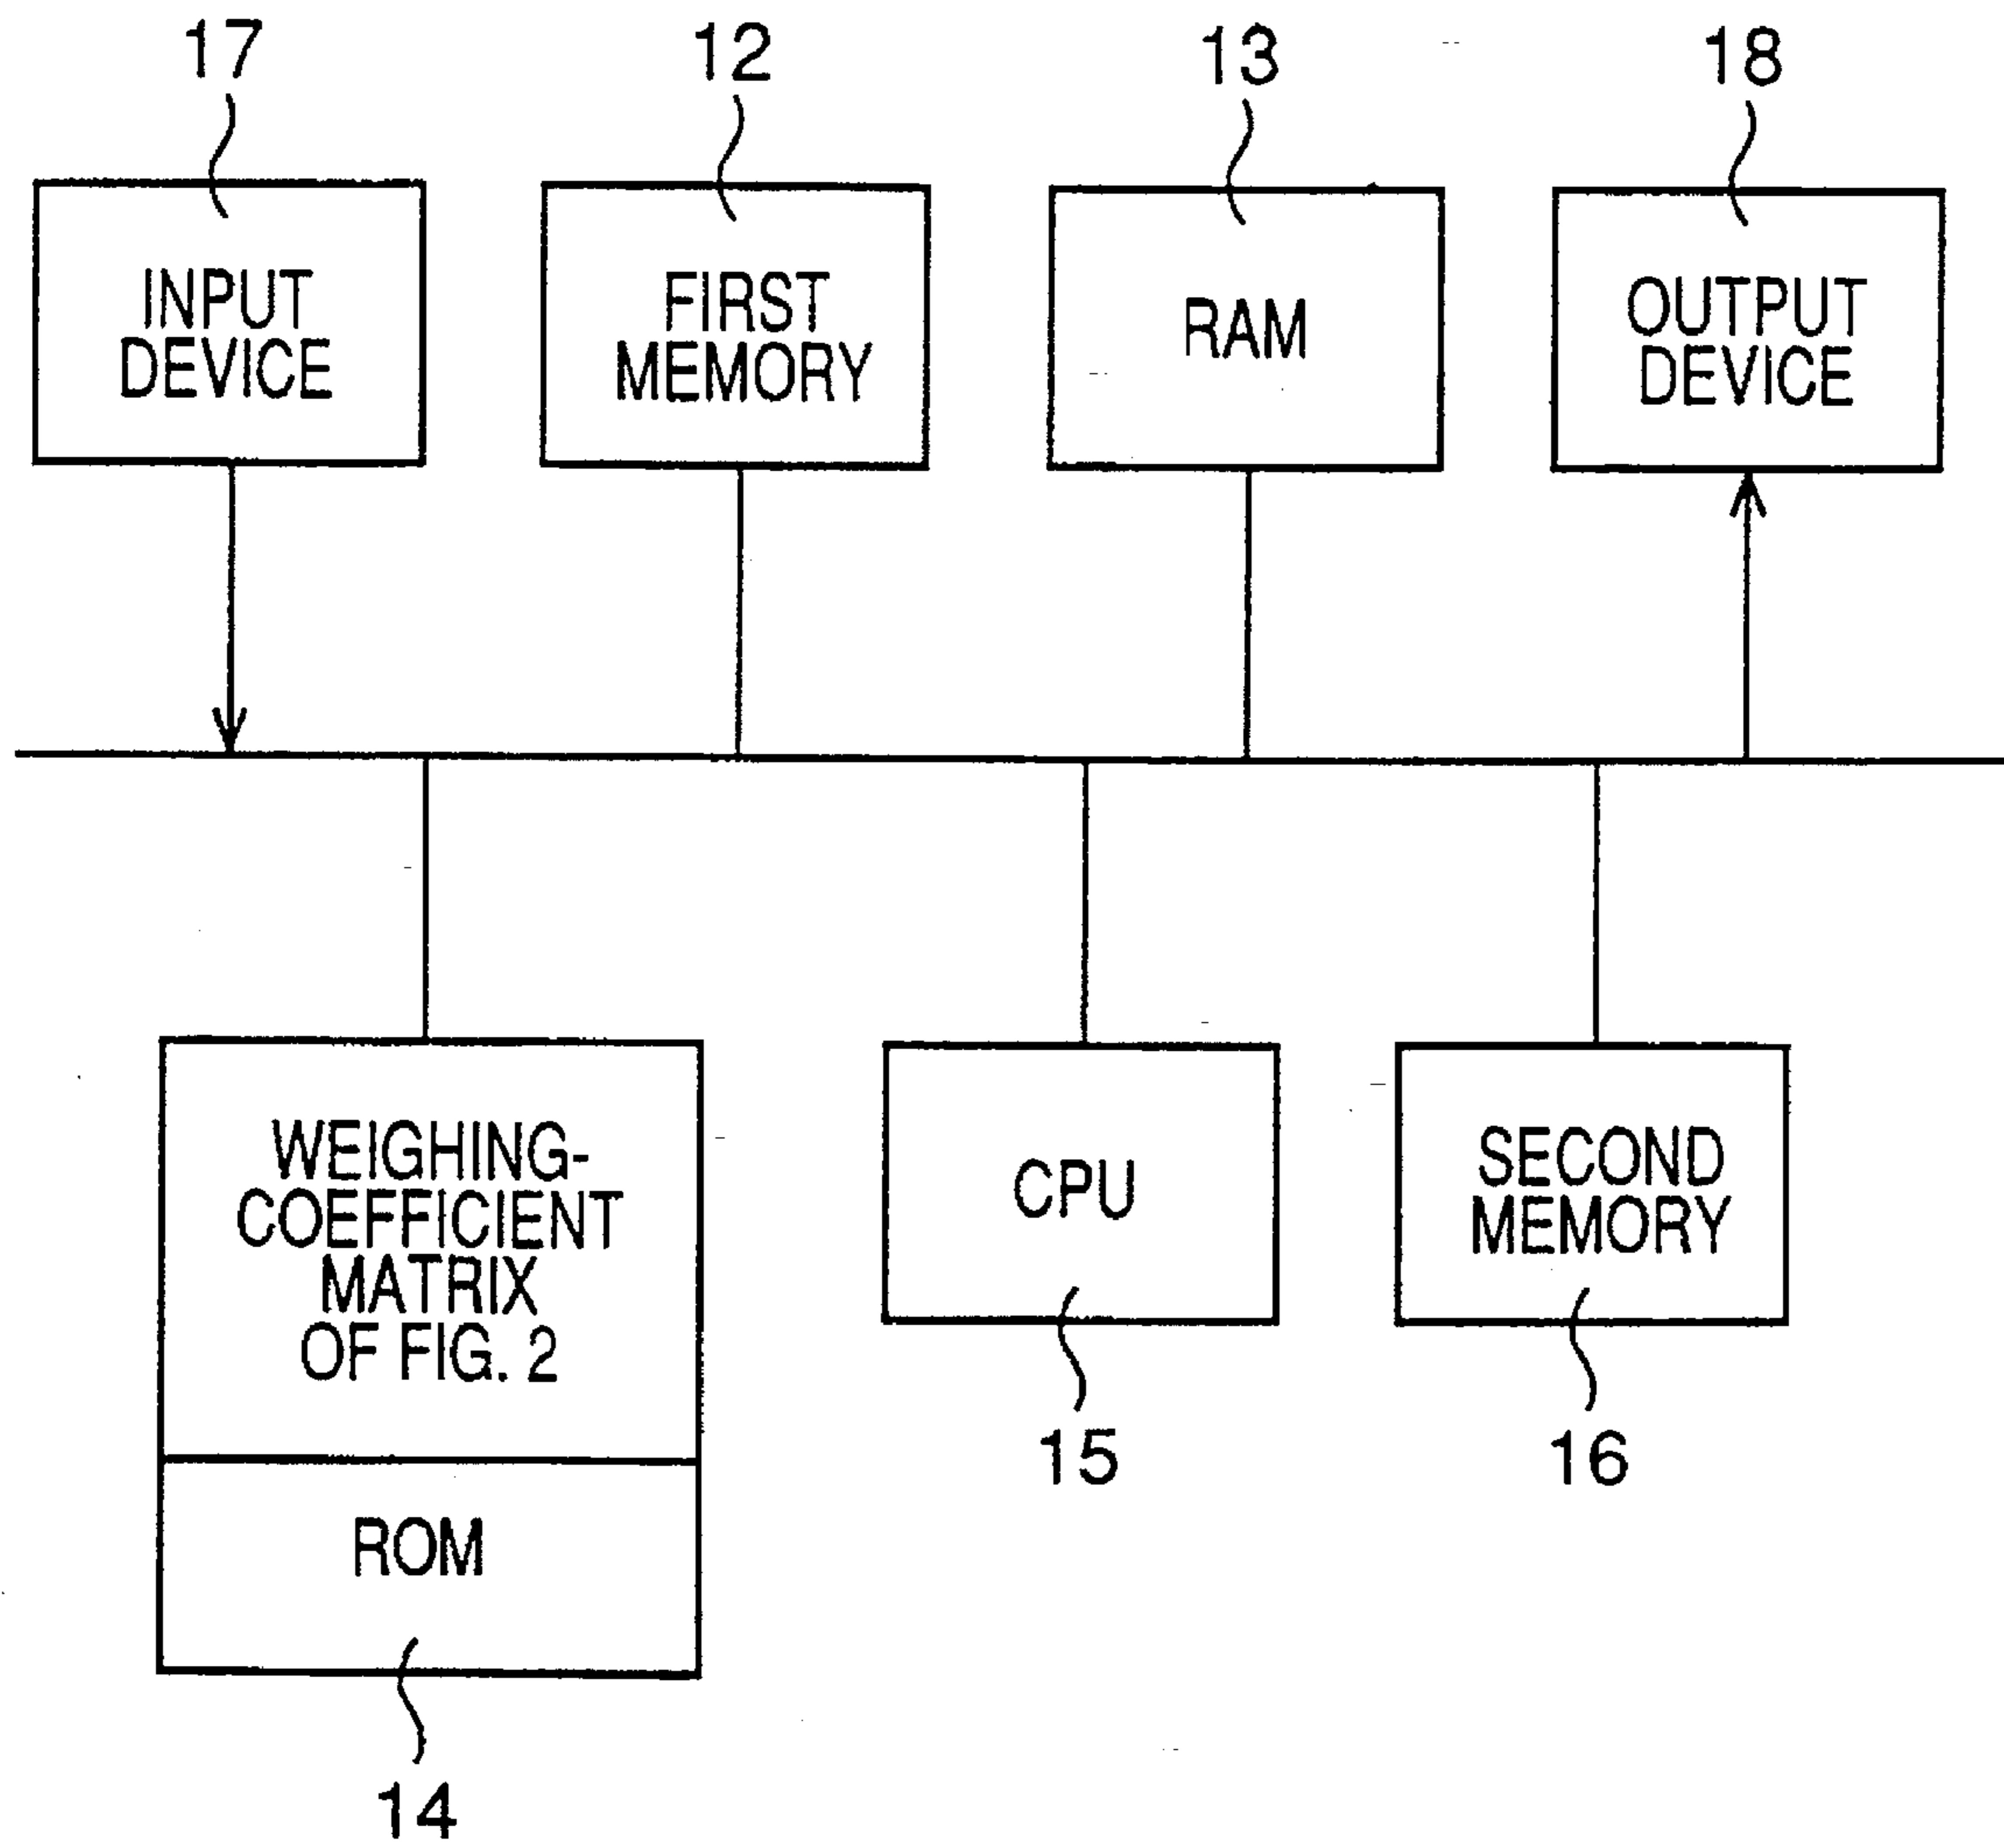 17
12
13
18
INPUT
DEVICE
FIRST
MEMORY
RAM
OUTPUT
DEVICE
WEIGHING-
COEFFICIENT
MATRIX
OF FIG. 2
ROM
CPU
SECOND
MEMORY
15
16
14